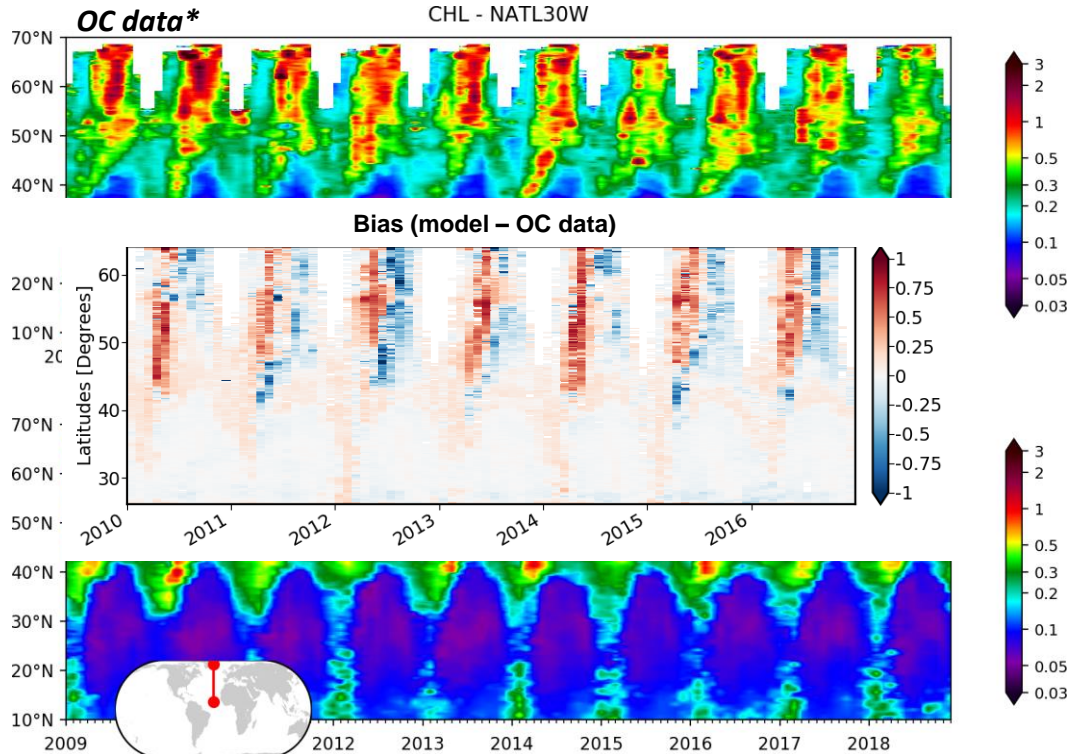 OC data*
CHL - NATL30W
70°N
60°N
50°N
40°N
3
2
1
0.5
0.3
0.2
0.1
0.05
0.03
Bias (model – OC data)
20°N
10°N
20
70°N
60°N
50°N
Latitudes [Degrees]
60
50
40
30
1
0.75
0.50
0.25
0
-0.25
-0.5
-0.75
-1
2010
2011
2012
2013
2014
2015
2016
3
2
1
0.5
0.3
0.2
0.1
0.05
0.03
40°N
30°N
20°N
10°N
2009
2012
2013
2014
2015
2016
2017
2018